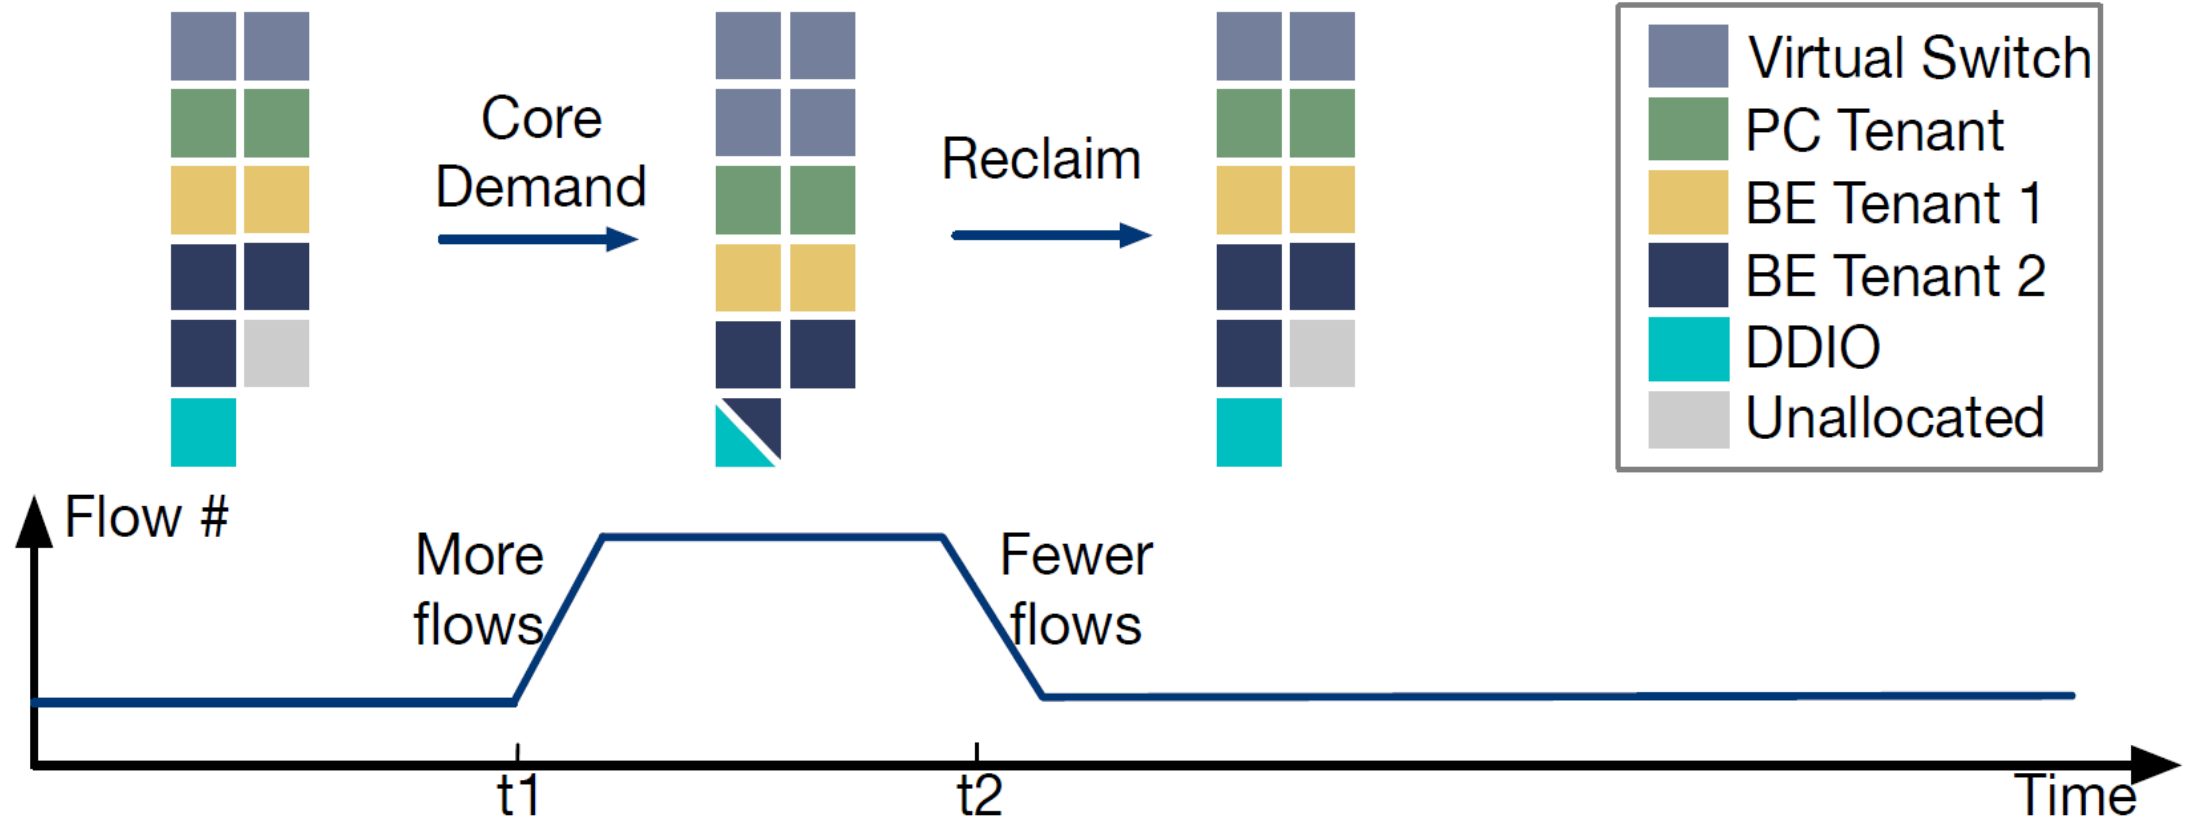 Core
Demand
Reclaim
Virtual Switch
PC Tenant
BE Tenant 1
BE Tenant 2
DDIO
Unallocated
Flow #
More
flows
Fewer
flows
t1
t2
Time